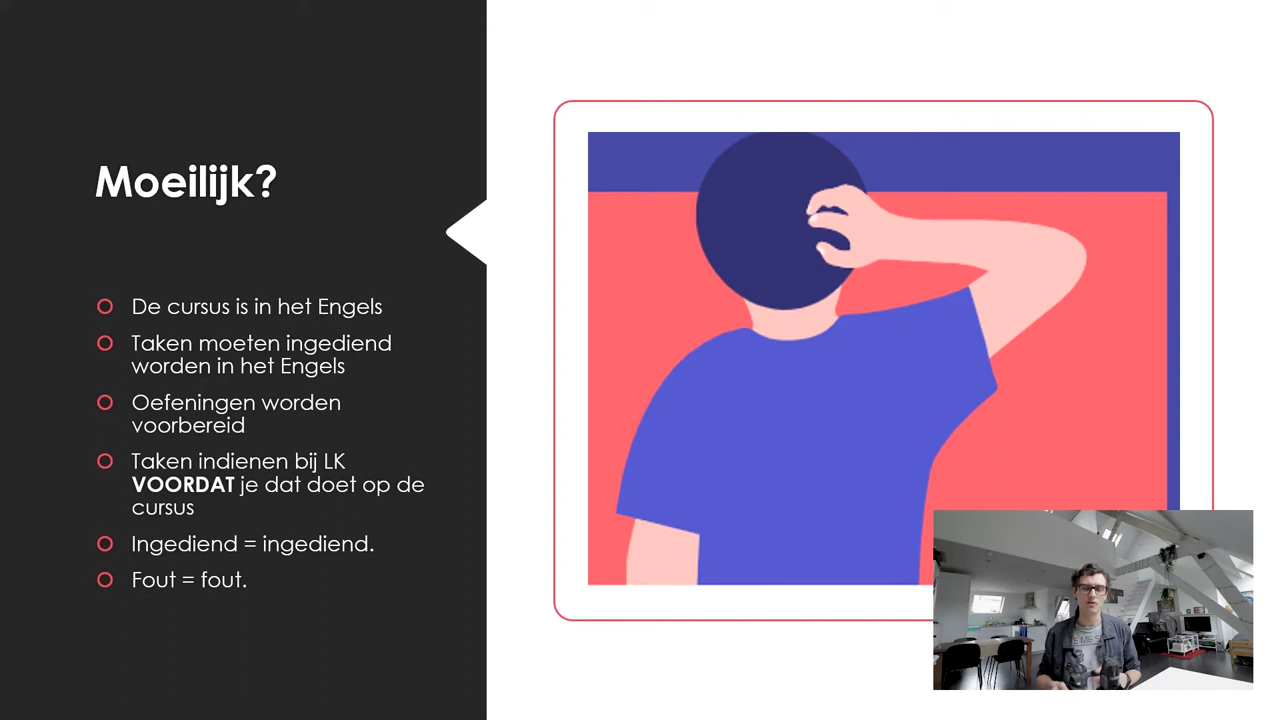 Moeilijk?
De cursus is in het Engels
Taken moeten ingediend
worden in het Engels
Oefeningen worden
voorbereid
Taken indienen bij LK
VOORDAT je dat doet op de
cursus
Ingediend = ingediend.
Fout = fout.